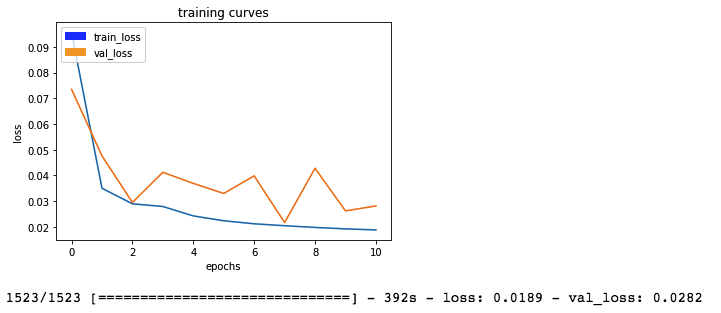 training curves
train_loss
val_loss
0.09
0.08
0.07
0.06
0.05
0.04
0.03
0.02
loss
0 2 4 6 8 10
epochs
1523/1523 [==============================] - 392s - loss: 0.0189 - val_loss: 0.0282